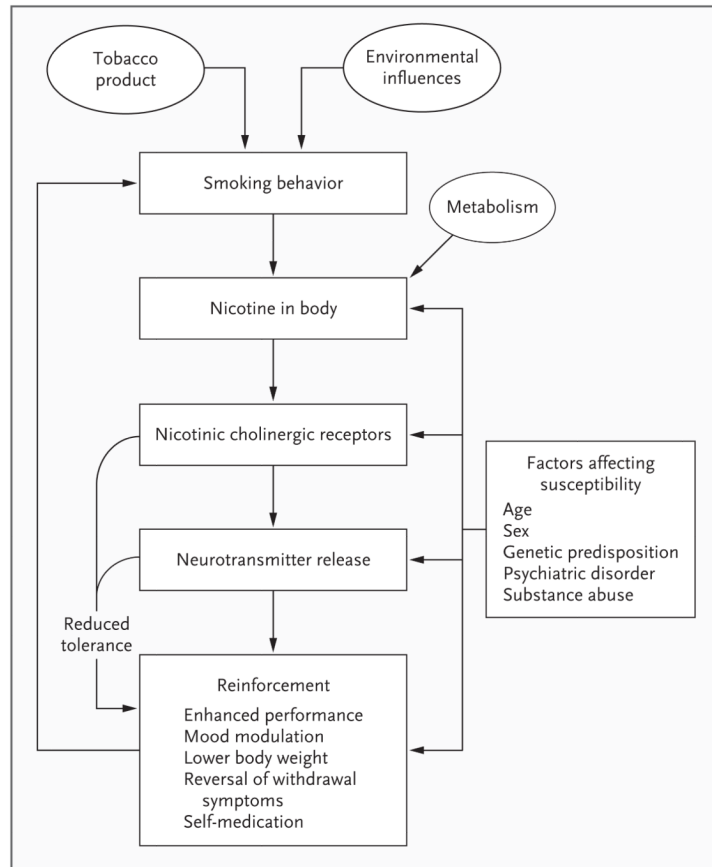 Tobacco
product
Environmental
influences
Smoking behavior
Metabolism
Nicotine in body
Nicotinic cholinergic receptors
Factors affecting
susceptibility
Age
Sex
Genetic predisposition
Psychiatric disorder
Substance abuse
Neurotransmitter release
Reduced
tolerance
Reinforcement
Enhanced performance
Mood modulation
Lower body weight
Reversal of withdrawal
symptoms
Self-medication